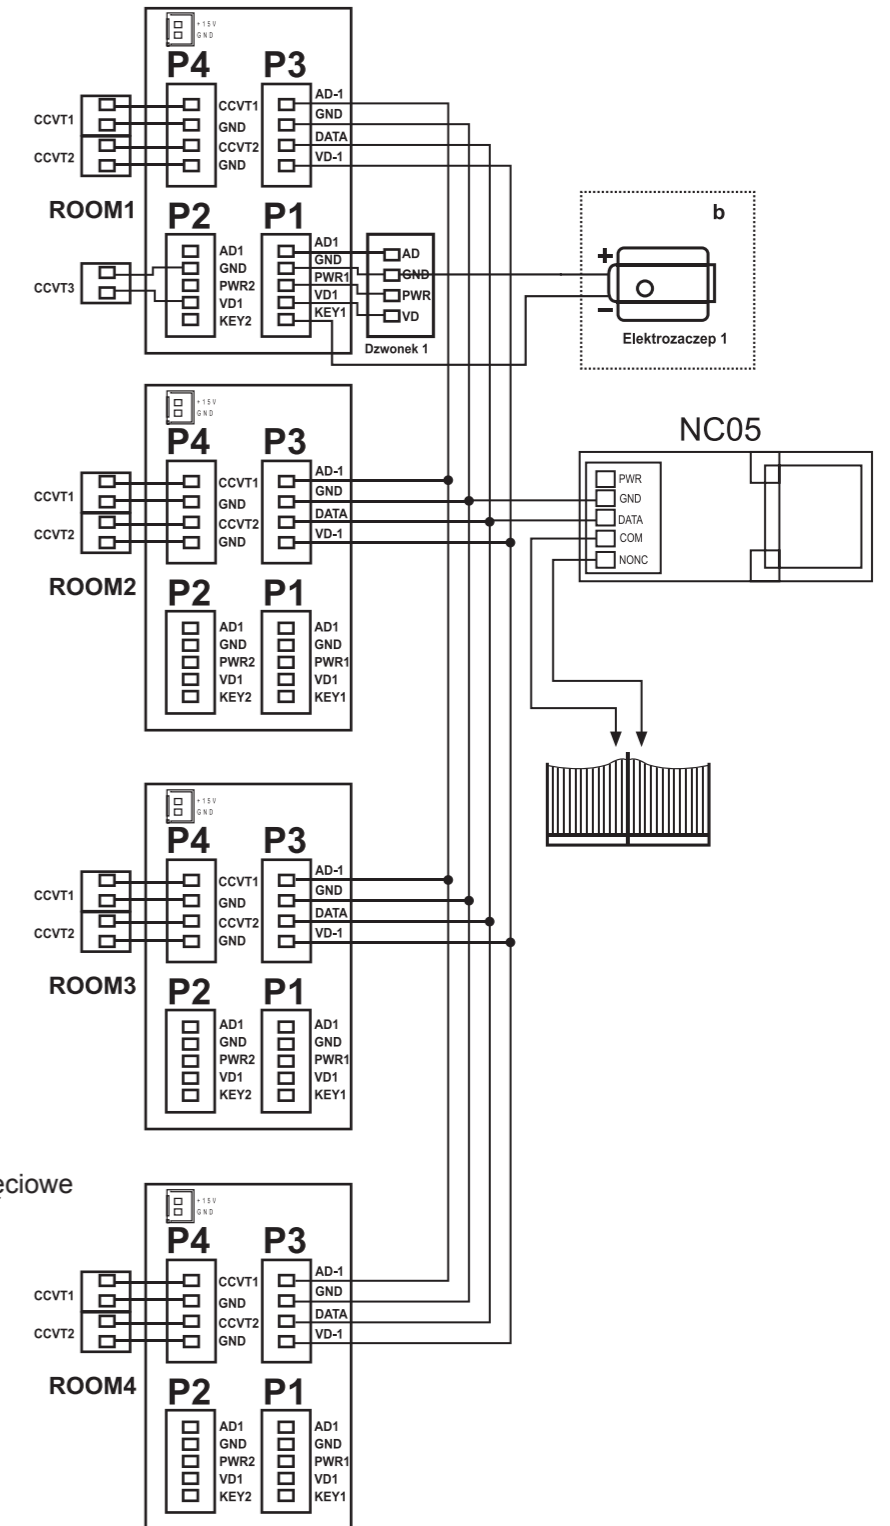 +15V
GND
P4 P3
CCVT1
CCVT2
CCVT1
GND
CCVT2
GND
AD-1
GND
DATA
VD-1
ROOM1
P2 P1
CCVT3
AD1
GND
PWR2
VD1
KEY2
AD1
GND
PWR1
VD1
KEY1
AD
GND
PWR
VD
Dzwonek 1
b
+
−
Elektrozaczep 1
+15V
GND
P4 P3
CCVT1
CCVT2
CCVT1
GND
CCVT2
GND
AD-1
GND
DATA
VD-1
ROOM2
P2 P1
AD1
GND
PWR2
VD1
KEY2
AD1
GND
PWR1
VD1
KEY1
NC05
PWR
GND
DATA
COM
NONC
+15V
GND
P4 P3
CCVT1
CCVT2
CCVT1
GND
CCVT2
GND
AD-1
GND
DATA
VD-1
ROOM3
P2 P1
AD1
GND
PWR2
VD1
KEY2
AD1
GND
PWR1
VD1
KEY1
ęciowe
+15V
GND
P4 P3
CCVT1
CCVT2
CCVT1
GND
CCVT2
GND
AD-1
GND
DATA
VD-1
ROOM4
P2 P1
AD1
GND
PWR2
VD1
KEY2
AD1
GND
PWR1
VD1
KEY1